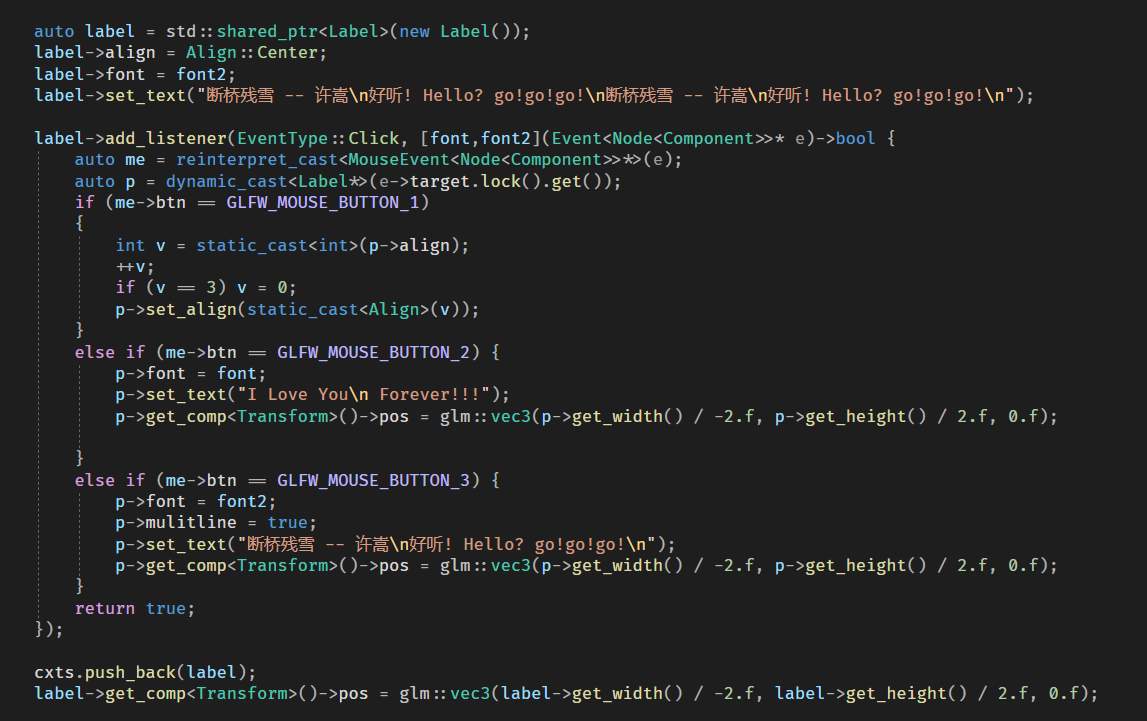 auto label = std::shared_ptr<Label>(new Label());
label->align = Align::Center;
label->font = font2;
label->set_text("断桥残雪 -- 许嵩\n好听! Hello? go!go!go!\n断桥残雪 -- 许嵩\n好听! Hello? go!go!go!\n");
label->add_listener(EventType::Click, [font,font2](Event<Node<Component>>* e)->bool {
auto me = reinterpret_cast<MouseEvent<Node<Component>>*>(e);
auto p = dynamic_cast<Label*>(e->target.lock().get());
if (me->btn == GLFW_MOUSE_BUTTON_1)
{
int v = static_cast<int>(p->align);
++v;
if (v == 3) v = 0;
p->set_align(static_cast<Align>(v));
}
else if (me->btn == GLFW_MOUSE_BUTTON_2) {
p->font = font;
p->set_text("I Love You\n Forever!!!");
p->get_comp<Transform>()->pos = glm::vec3(p->get_width() / -2.f, p->get_height() / 2.f, 0.f);
}
else if (me->btn == GLFW_MOUSE_BUTTON_3) {
p->font = font2;
p->mulitline = true;
p->set_text("断桥残雪 -- 许嵩\n好听! Hello? go!go!go!\n");
p->get_comp<Transform>()->pos = glm::vec3(p->get_width() / -2.f, p->get_height() / 2.f, 0.f);
}
return true;
});
cxts.push_back(label);
label->get_comp<Transform>()->pos = glm::vec3(label->get_width() / -2.f, label->get_height() / 2.f, 0.f);